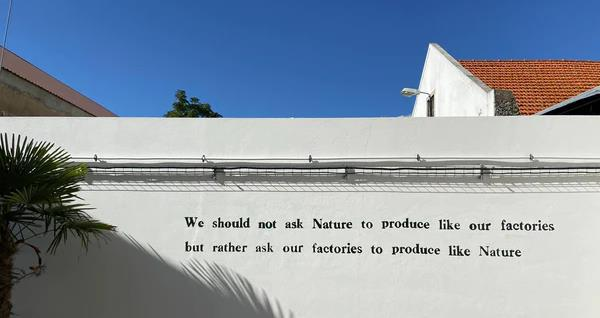 We should not ask Nature to produce like our factories
but rather ask our factories to produce like Nature